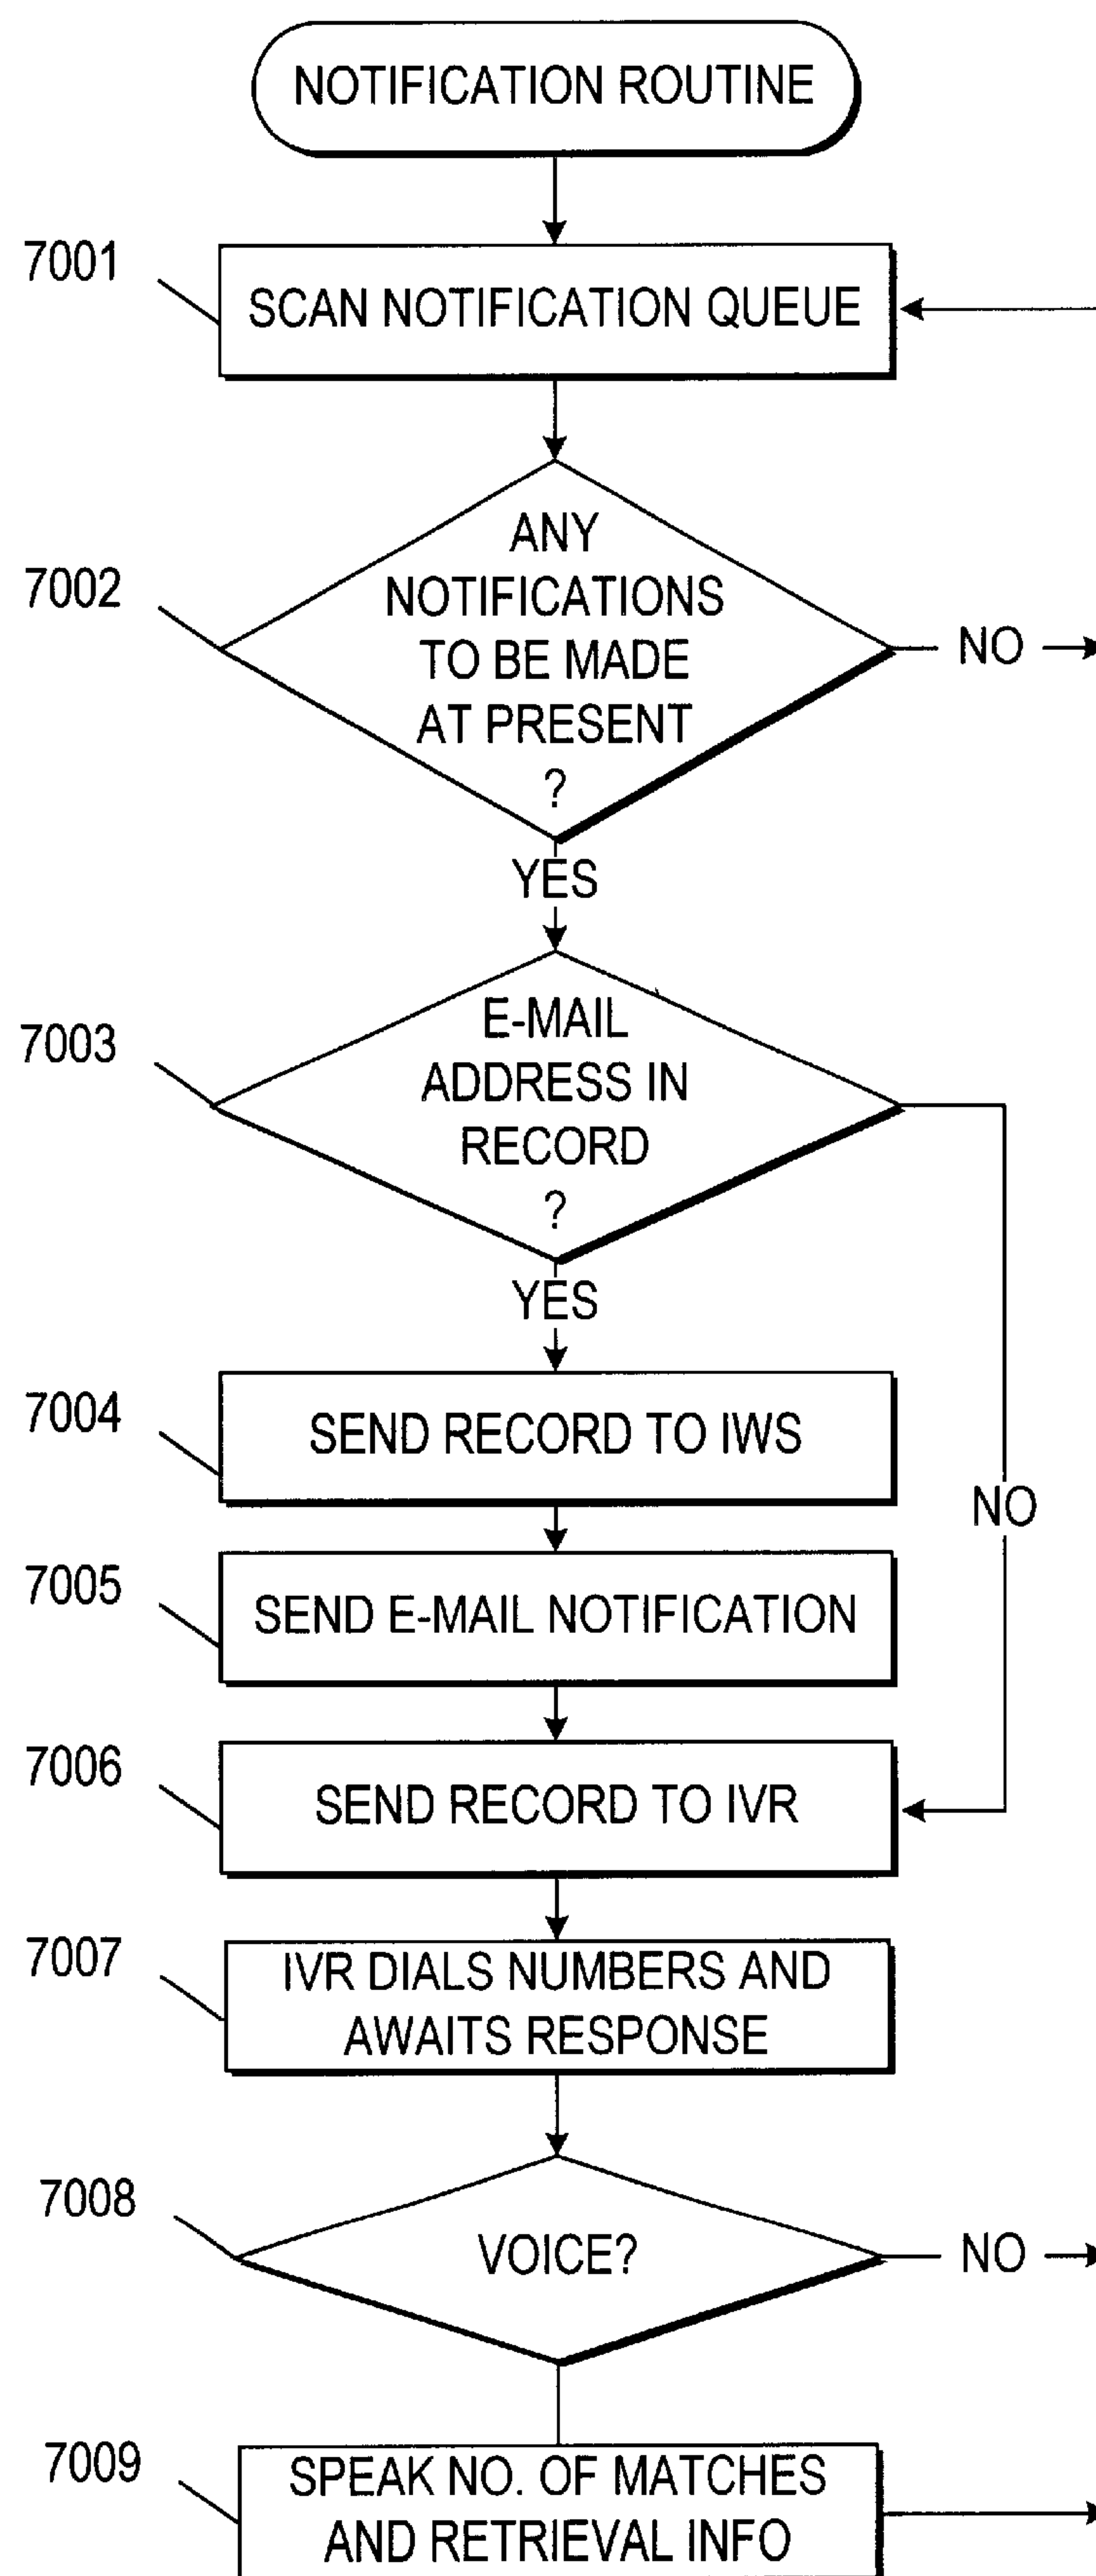 NOTIFICATION ROUTINE
7001
SCAN NOTIFICATION QUEUE
7002
ANY
NOTIFICATIONS
TO BE MADE
AT PRESENT
?
NO
YES
7003
E-MAIL
ADDRESS IN
RECORD
?
YES
7004
SEND RECORD TO IWS
NO
7005
SEND E-MAIL NOTIFICATION
7006
SEND RECORD TO IVR
7007
IVR DIALS NUMBERS AND
AWAITS RESPONSE
7008
VOICE?
NO
7009
SPEAK NO. OF MATCHES
AND RETRIEVAL INFO